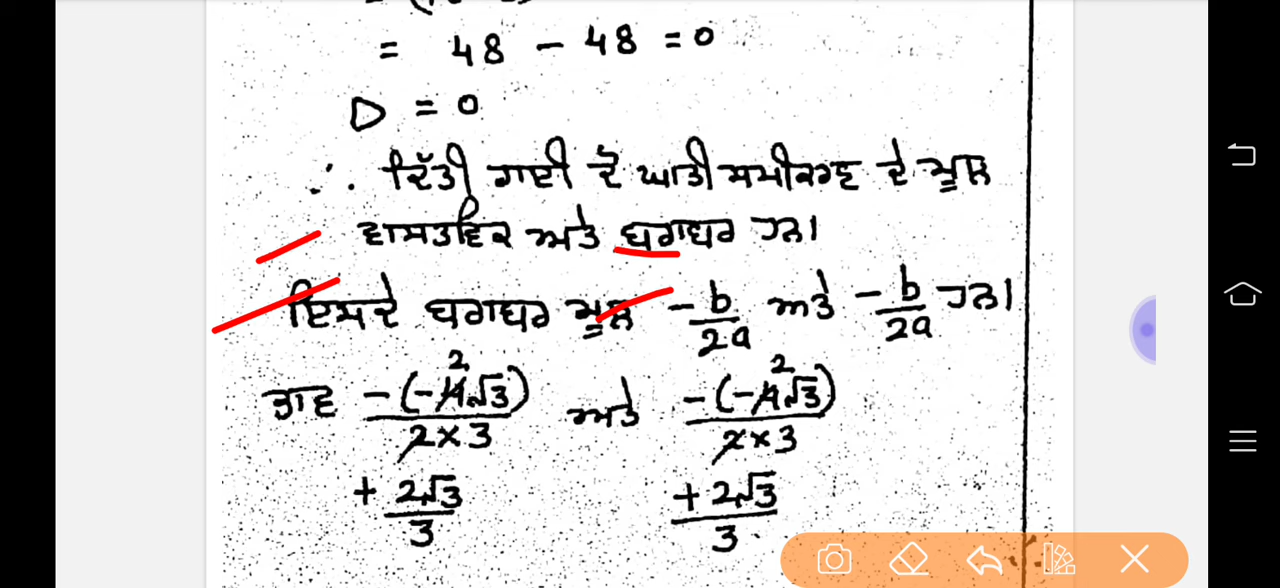 = 48 - 48 = 0
D = 0
∴ ਦਿੱਤੀ ਗਈ ਦੋ ਘਾਤੀ ਸਮੀਕਰਣ ਦੇ ਮੂਲ
ਵਾਸਤਵਿਕ ਅਤੇ ਬਰਾਬਰ ਹਨ।
ਇਸਦੇ ਬਰਾਬਰ ਮੂਲ -b/2a ਅਤੇ -b/2a ਹਨ।
ਭਾਵ -(-4√3)/2×3 ਅਤੇ -(-4√3)/2×3
+2√3/3 +2√3/3